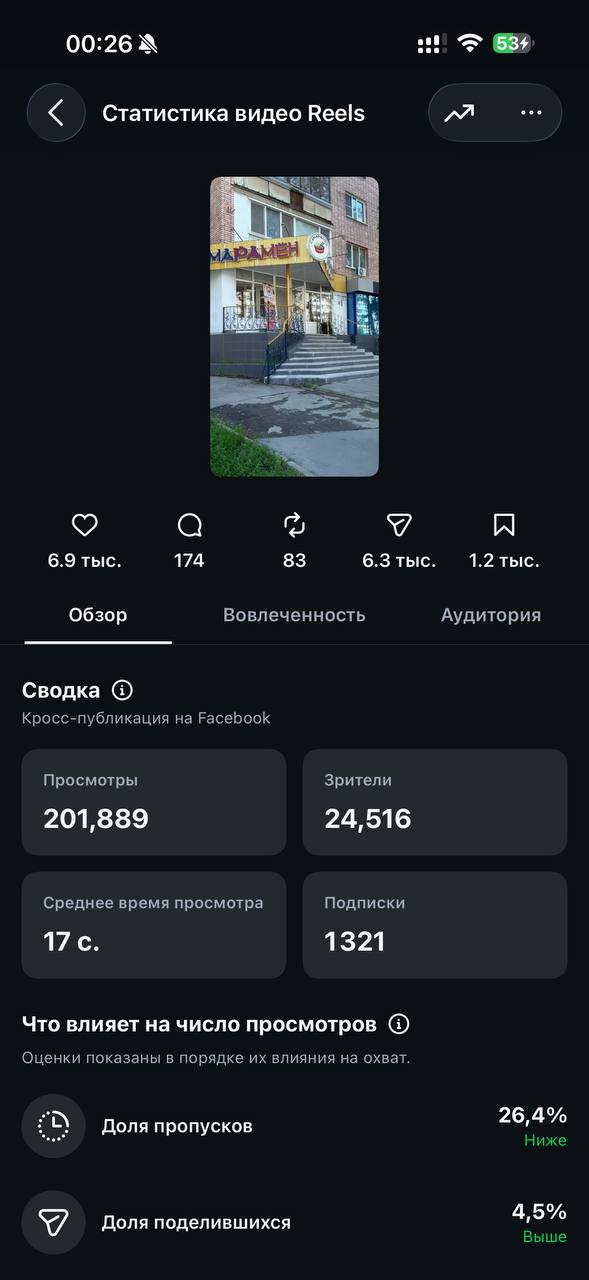 00:26
53
Статистика видео Reels
МАРАМЕН
6.9 тыс.
174
83
6.3 тыс.
1.2 тыс.
Обзор
Вовлеченность
Аудитория
Сводка
Кросс-публикация на Facebook
Просмотры
Зрители
201,889
24,516
Среднее время просмотра
Подписки
17 с.
1321
Что влияет на число просмотров
Оценки показаны в порядке их влияния на охват.
Доля пропусков
26,4%
Ниже
Доля поделившихся
4,5%
Выше